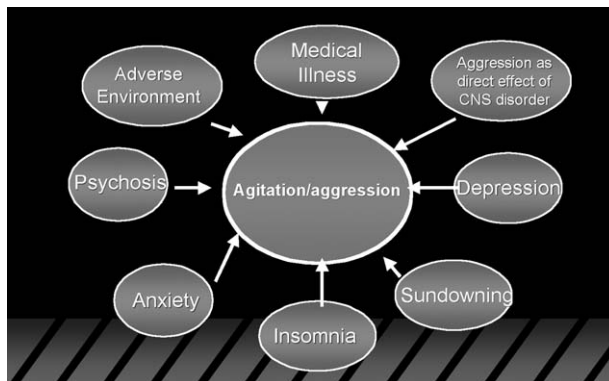 Medical
Illness
Adverse
Environment
Aggression as
direct effect of
CNS disorder
Psychosis
Agitation/aggression
Depression
Anxiety
Sundowning
Insomnia